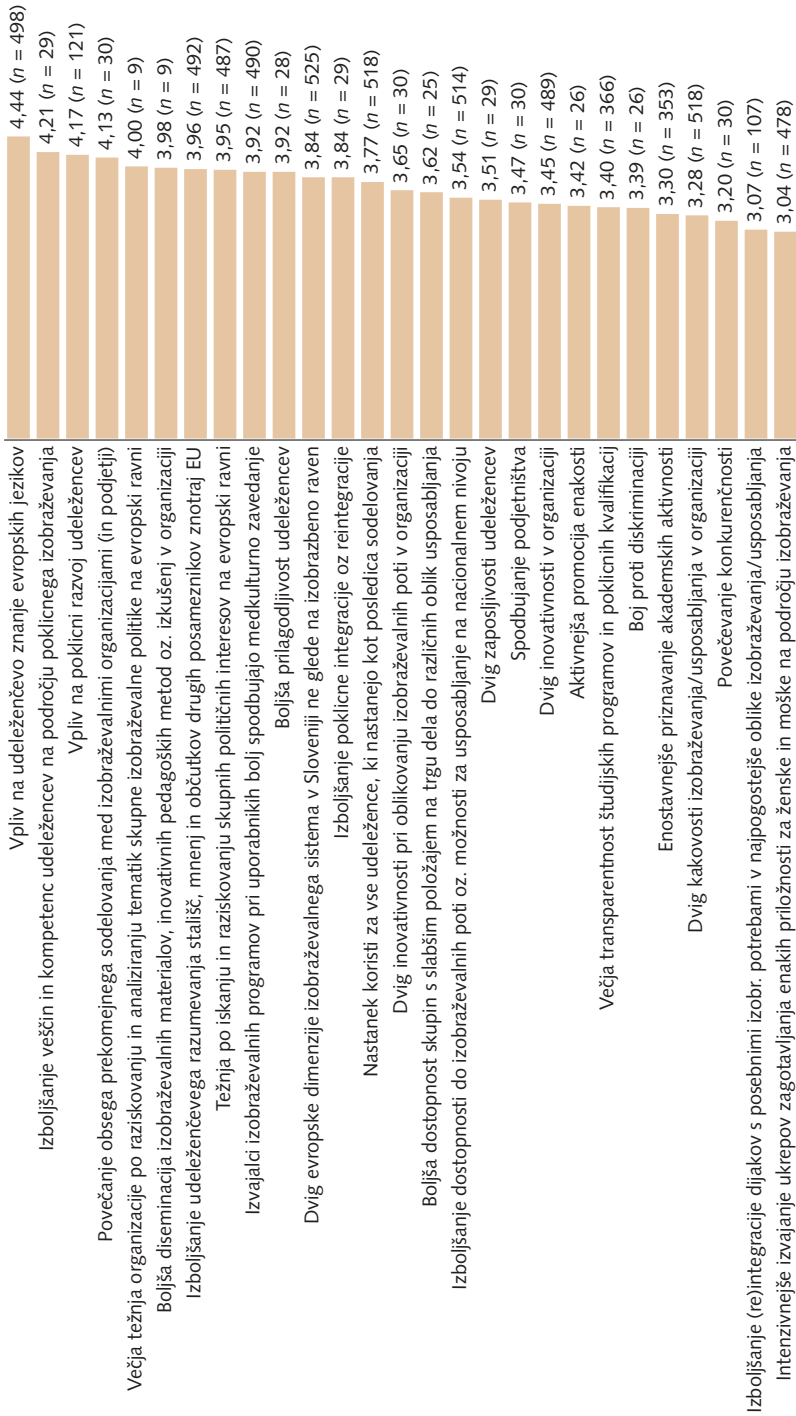 Vpliv na udeleženčevo znanje evropskih jezikov 4,44 (n = 498)
Izboljšanje veščin in kompetenc udeležencev na področju poklicnega izobraževanja 4,21 (n = 29)
Vpliv na poklicni razvoj udeležencev 4,17 (n = 121)
Povečanje obsega prekomejnega sodelovanja med izobraževalnimi organizacijami (in podjetji) 4,13 (n = 30)
Večja težnja organizacije po raziskovanju in analiziranju tematik skupne izobraževalne politike na evropski ravni 4,00 (n = 9)
Boljša diseminacija izobraževalnih materialov, inovativnih pedagoških metod oz. izkušenj v organizaciji 3,98 (n = 9)
Izboljšanje udeleženčevega razumevanja stališč, mnenj in občutkov drugih posameznikov znotraj EU 3,96 (n = 492)
Težnja po iskanju in raziskovanju skupnih političnih interesov na evropski ravni 3,95 (n = 487)
Izvajalci izobraževalnih programov pri uporabnikih bolj spodbujajo medkulturno zavedanje 3,92 (n = 490)
Boljša prilagodljivost udeležencev 3,92 (n = 28)
Dvig evropske dimenzije izobraževalnega sistema v Sloveniji ne glede na izobrazbeno raven 3,84 (n = 525)
Izboljšanje poklicne integracije oz reintegracije 3,84 (n = 29)
Nastanek koristi za vse udeležence, ki nastanejo kot posledica sodelovanja 3,77 (n = 518)
Dvig inovativnosti pri oblikovanju izobraževalnih poti v organizaciji 3,65 (n = 30)
Boljša dostopnost skupin s slabšim položajem na trgu dela do različnih oblik usposabljanja 3,62 (n = 25)
Izboljšanje dostopnosti do izobraževalnih poti oz. možnosti za usposabljanje na nacionalnem nivoju 3,54 (n = 514)
Dvig zaposljivosti udeležencev 3,51 (n = 29)
Spodbujanje podjetništva 3,47 (n = 30)
Dvig inovativnosti v organizaciji 3,45 (n = 489)
Aktivnejša promocija enakosti 3,42 (n = 26)
Večja transparentnost študijskih programov in poklicnih kvalifikacij 3,40 (n = 366)
Boj proti diskriminaciji 3,39 (n = 26)
Enostavnejše priznavanje akademskih aktivnosti 3,30 (n = 353)
Dvig kakovosti izobraževanja/usposabljanja v organizaciji 3,28 (n = 518)
Povečevanje konkurenčnosti 3,20 (n = 30)
Izboljšanje (re)integracije dijakov s posebnimi izobr. potrebami v najpogostejše oblike izobraževanja/usposabljanja 3,07 (n = 107)
Intenzivnejše izvajanje ukrepov zagotavljanja enakih priložnosti za ženske in moške na področju izobraževanja 3,04 (n = 478)